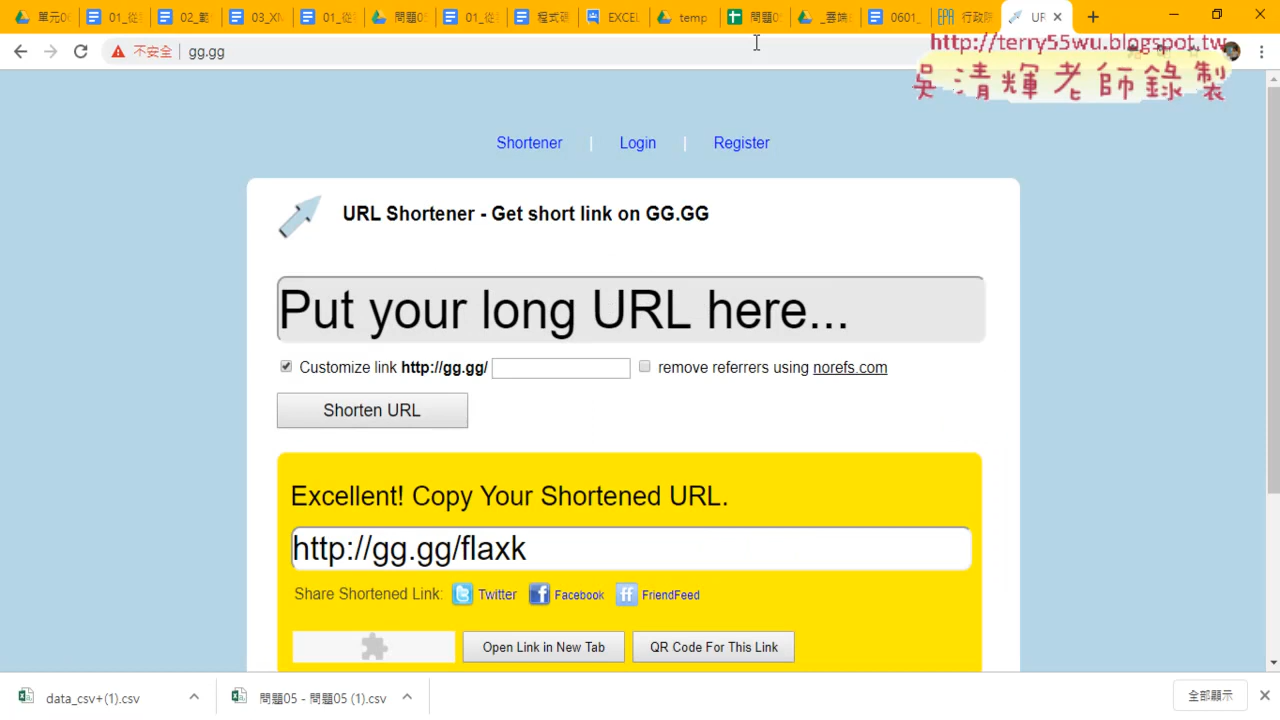 單元0 01_從 02_載 03_XN 01_從 問題0 01_從 程式碼 EXCEL temp 問題0 _雲端 0601_ 行政院 UR
不安全 gg.gg
http://terry55wu.blogspot.tw
吳清輝老師錄製
Shortener | Login | Register
URL Shortener - Get short link on GG.GG
Put your long URL here...
Customize link http://gg.gg/ remove referrers using norefs.com
Shorten URL
Excellent! Copy Your Shortened URL.
http://gg.gg/flaxk
Share Shortened Link: Twitter Facebook FriendFeed
Open Link in New Tab QR Code For This Link
data_csv+(1).csv 問題05 - 問題05 (1).csv 全部顯示